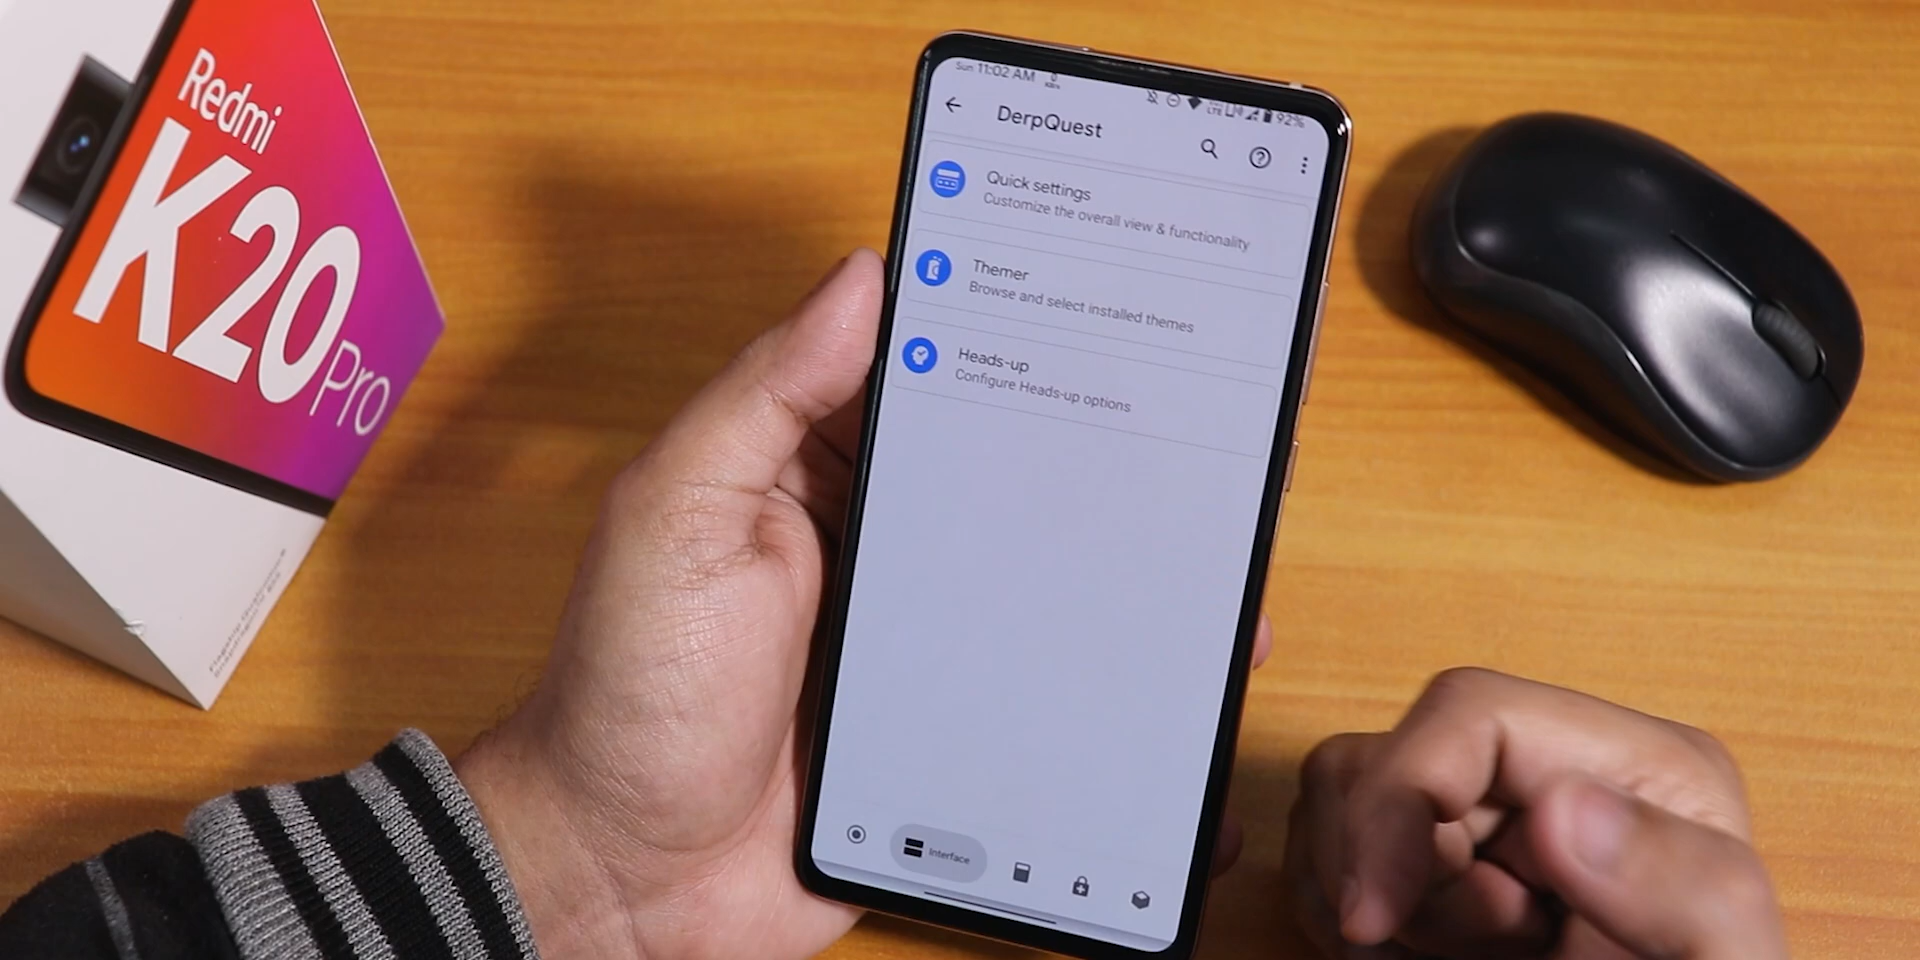 Redmi
K20 Pro
Sun 11:02 AM
92%
DerpQuest
Quick settings
Customize the overall view & functionality
Themer
Browse and select installed themes
Heads-up
Configure Heads-up options
Interface